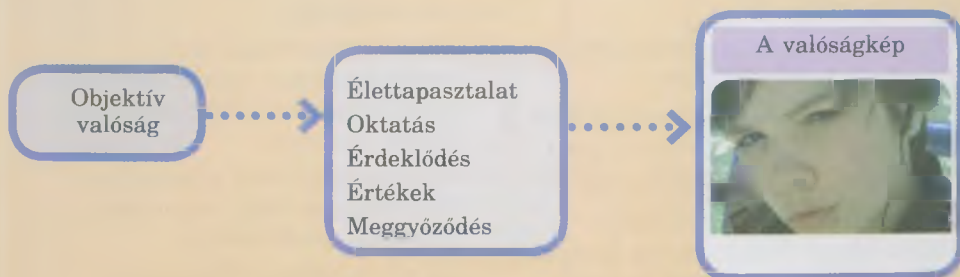 Objektív
valóság
Élettapasztalat
Oktatás
Érdeklődés
Értékek
Meggyőződés
A valóságkép